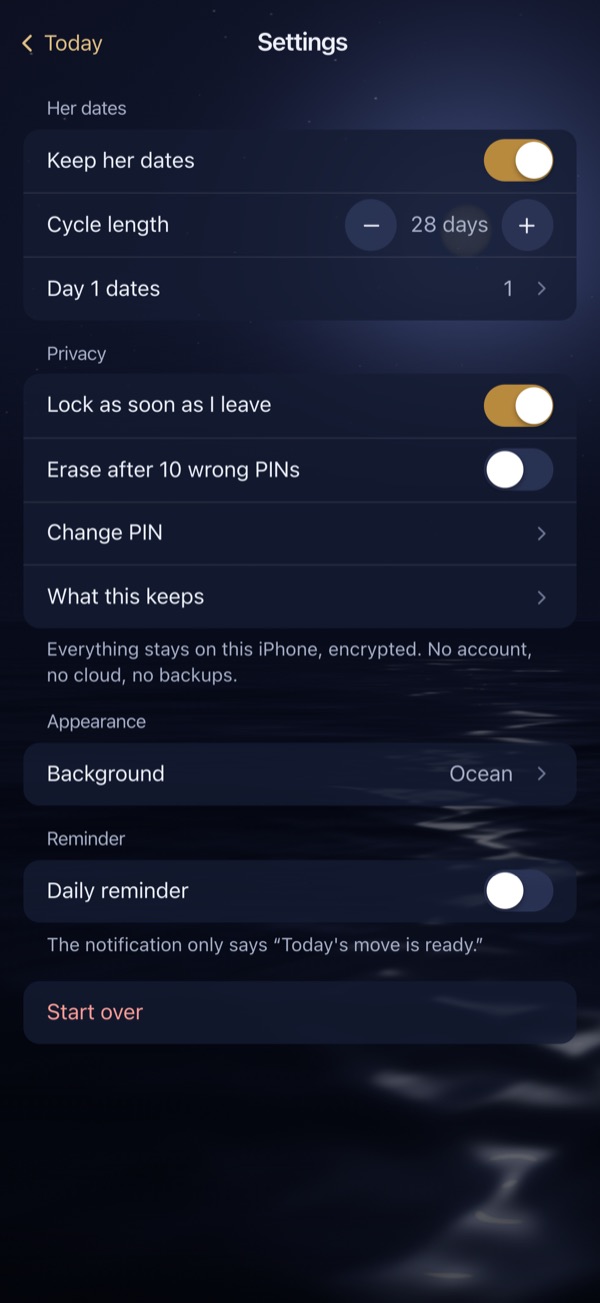 Today
Settings
Her dates
Keep her dates
Cycle length
28 days
Day 1 dates
1
Privacy
Lock as soon as I leave
Erase after 10 wrong PINs
Change PIN
What this keeps
Everything stays on this iPhone, encrypted. No account,
no cloud, no backups.
Appearance
Background
Ocean
Reminder
Daily reminder
The notification only says “Today's move is ready.”
Start over